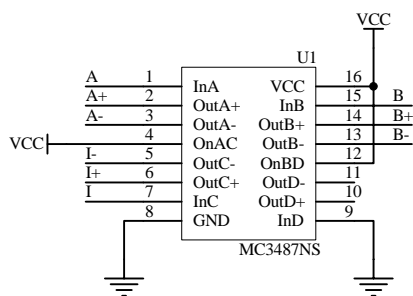 VCC
U1
A 1 InA VCC 16
A+ 2 OutA+ InB 15 B
A- 3 OutA- OutB+ 14 B+
VCC 4 OnAC OutB- 13 B-
I- 5 OutC- OnBD 12
I+ 6 OutC+ OutD- 11
I 7 InC OutD+ 10
8 GND InD 9
MC3487NS